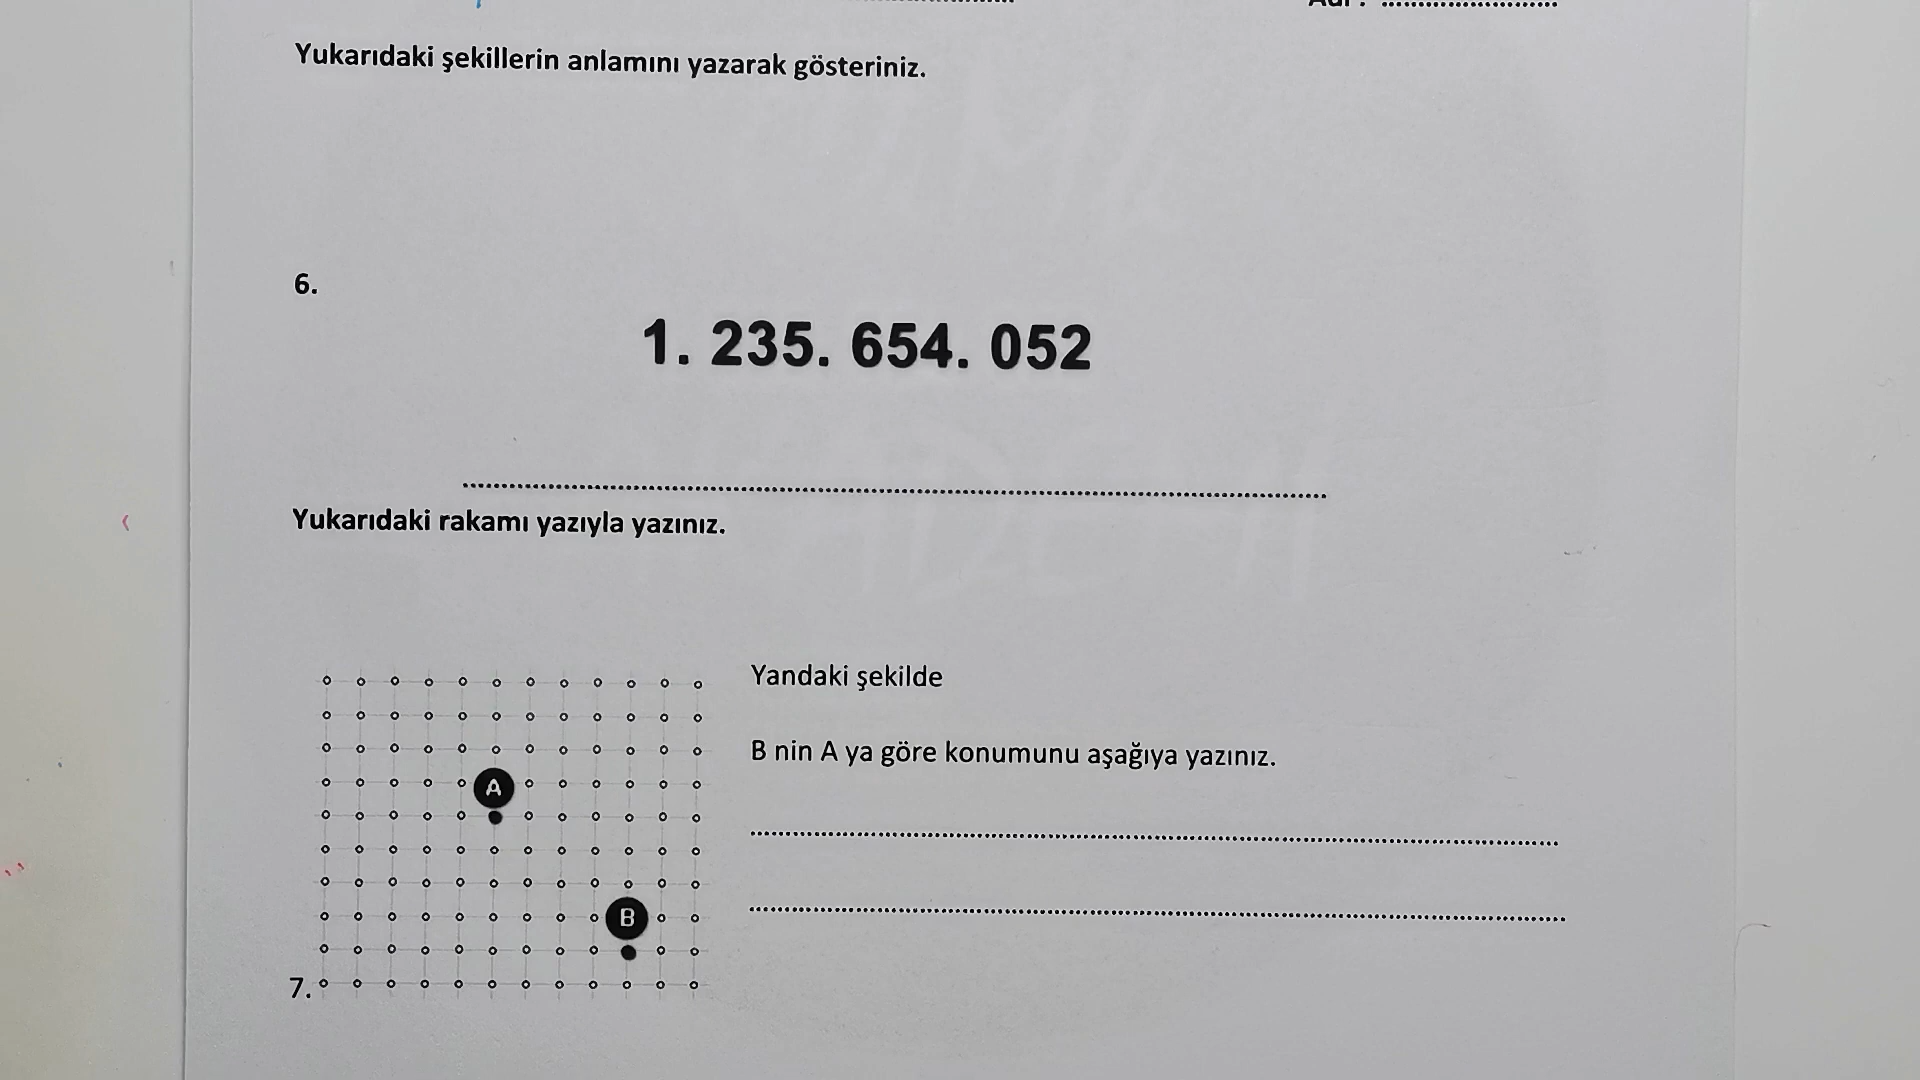 Yukarıdaki şekillerin anlamını yazarak gösteriniz.
6.
1. 235. 654. 052
Yukarıdaki rakamı yazıyla yazınız.
Yandaki şekilde
B nin A ya göre konumunu aşağıya yazınız.
A
B
7.